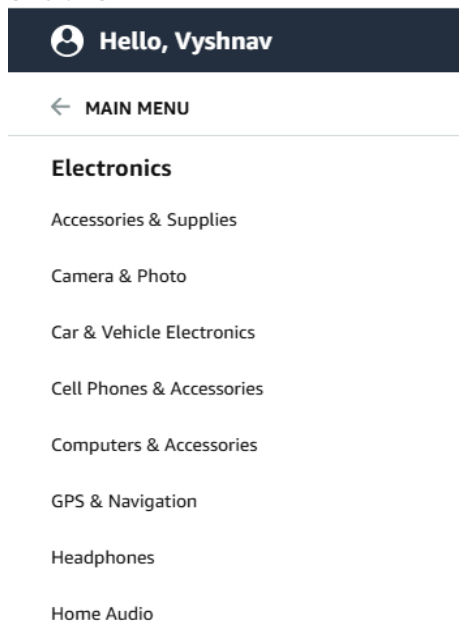 Hello, Vyshnav
MAIN MENU
Electronics
Accessories & Supplies
Camera & Photo
Car & Vehicle Electronics
Cell Phones & Accessories
Computers & Accessories
GPS & Navigation
Headphones
Home Audio